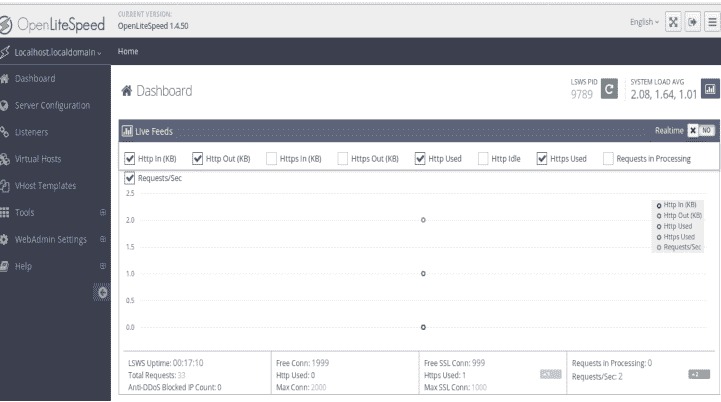 OpenLiteSpeed
CURRENT VERSION:
OpenLiteSpeed 1.4.50
English
Localhost.localdomain
Home
Dashboard
Server Configuration
Listeners
Virtual Hosts
VHost Templates
Tools
WebAdmin Settings
Help
Dashboard
LSWS PID
9789
SYSTEM LOAD AVG
2.08, 1.64, 1.01
Live Feeds
Realtime NO
Http In (KB) Http Out (KB) Https In (KB) Https Out (KB) Http Used Http Idle Https Used Requests in Processing
Requests/Sec
2.5
2.0
1.5
1.0
0.5
0.0
Http In (KB)
Http Out (KB)
Http Used
Https Used
Requests/Sec
LSWS Uptime: 00:17:10
Total Requests: 33
Anti-DDoS Blocked IP Count: 0
Free Conn: 1999
Http Used: 0
Max Conn: 2000
Free SSL Conn: 999
Https Used: 1
Max SSL Conn: 1000
Requests in Processing: 0
Requests/Sec: 2